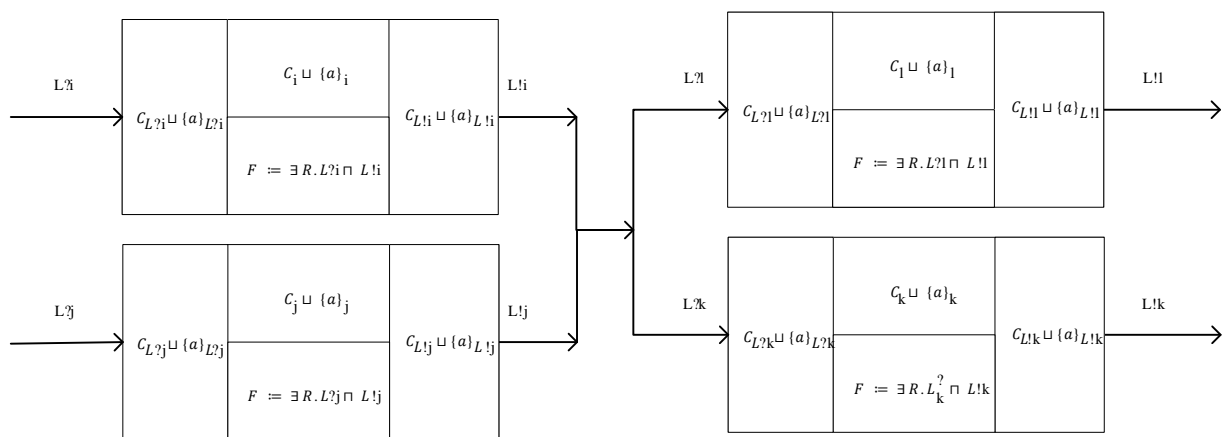 L?i
C_i ⊔ {a}_i
L!i
C_{L?i} ⊔ {a}_{L?i}
C_{L!i} ⊔ {a}_{L!i}
F := ∃R.L?i ⊓ L!i
L?l
C_l ⊔ {a}_l
L!l
C_{L?l} ⊔ {a}_{L?l}
C_{L!l} ⊔ {a}_{L!l}
F := ∃R.L?l ⊓ L!l
L?j
C_j ⊔ {a}_j
L!j
C_{L?j} ⊔ {a}_{L?j}
C_{L!j} ⊔ {a}_{L!j}
F := ∃R.L?j ⊓ L!j
L?k
C_k ⊔ {a}_k
L!k
C_{L?k} ⊔ {a}_{L?k}
C_{L!k} ⊔ {a}_{L!k}
F := ∃R.L_k^? ⊓ L!k